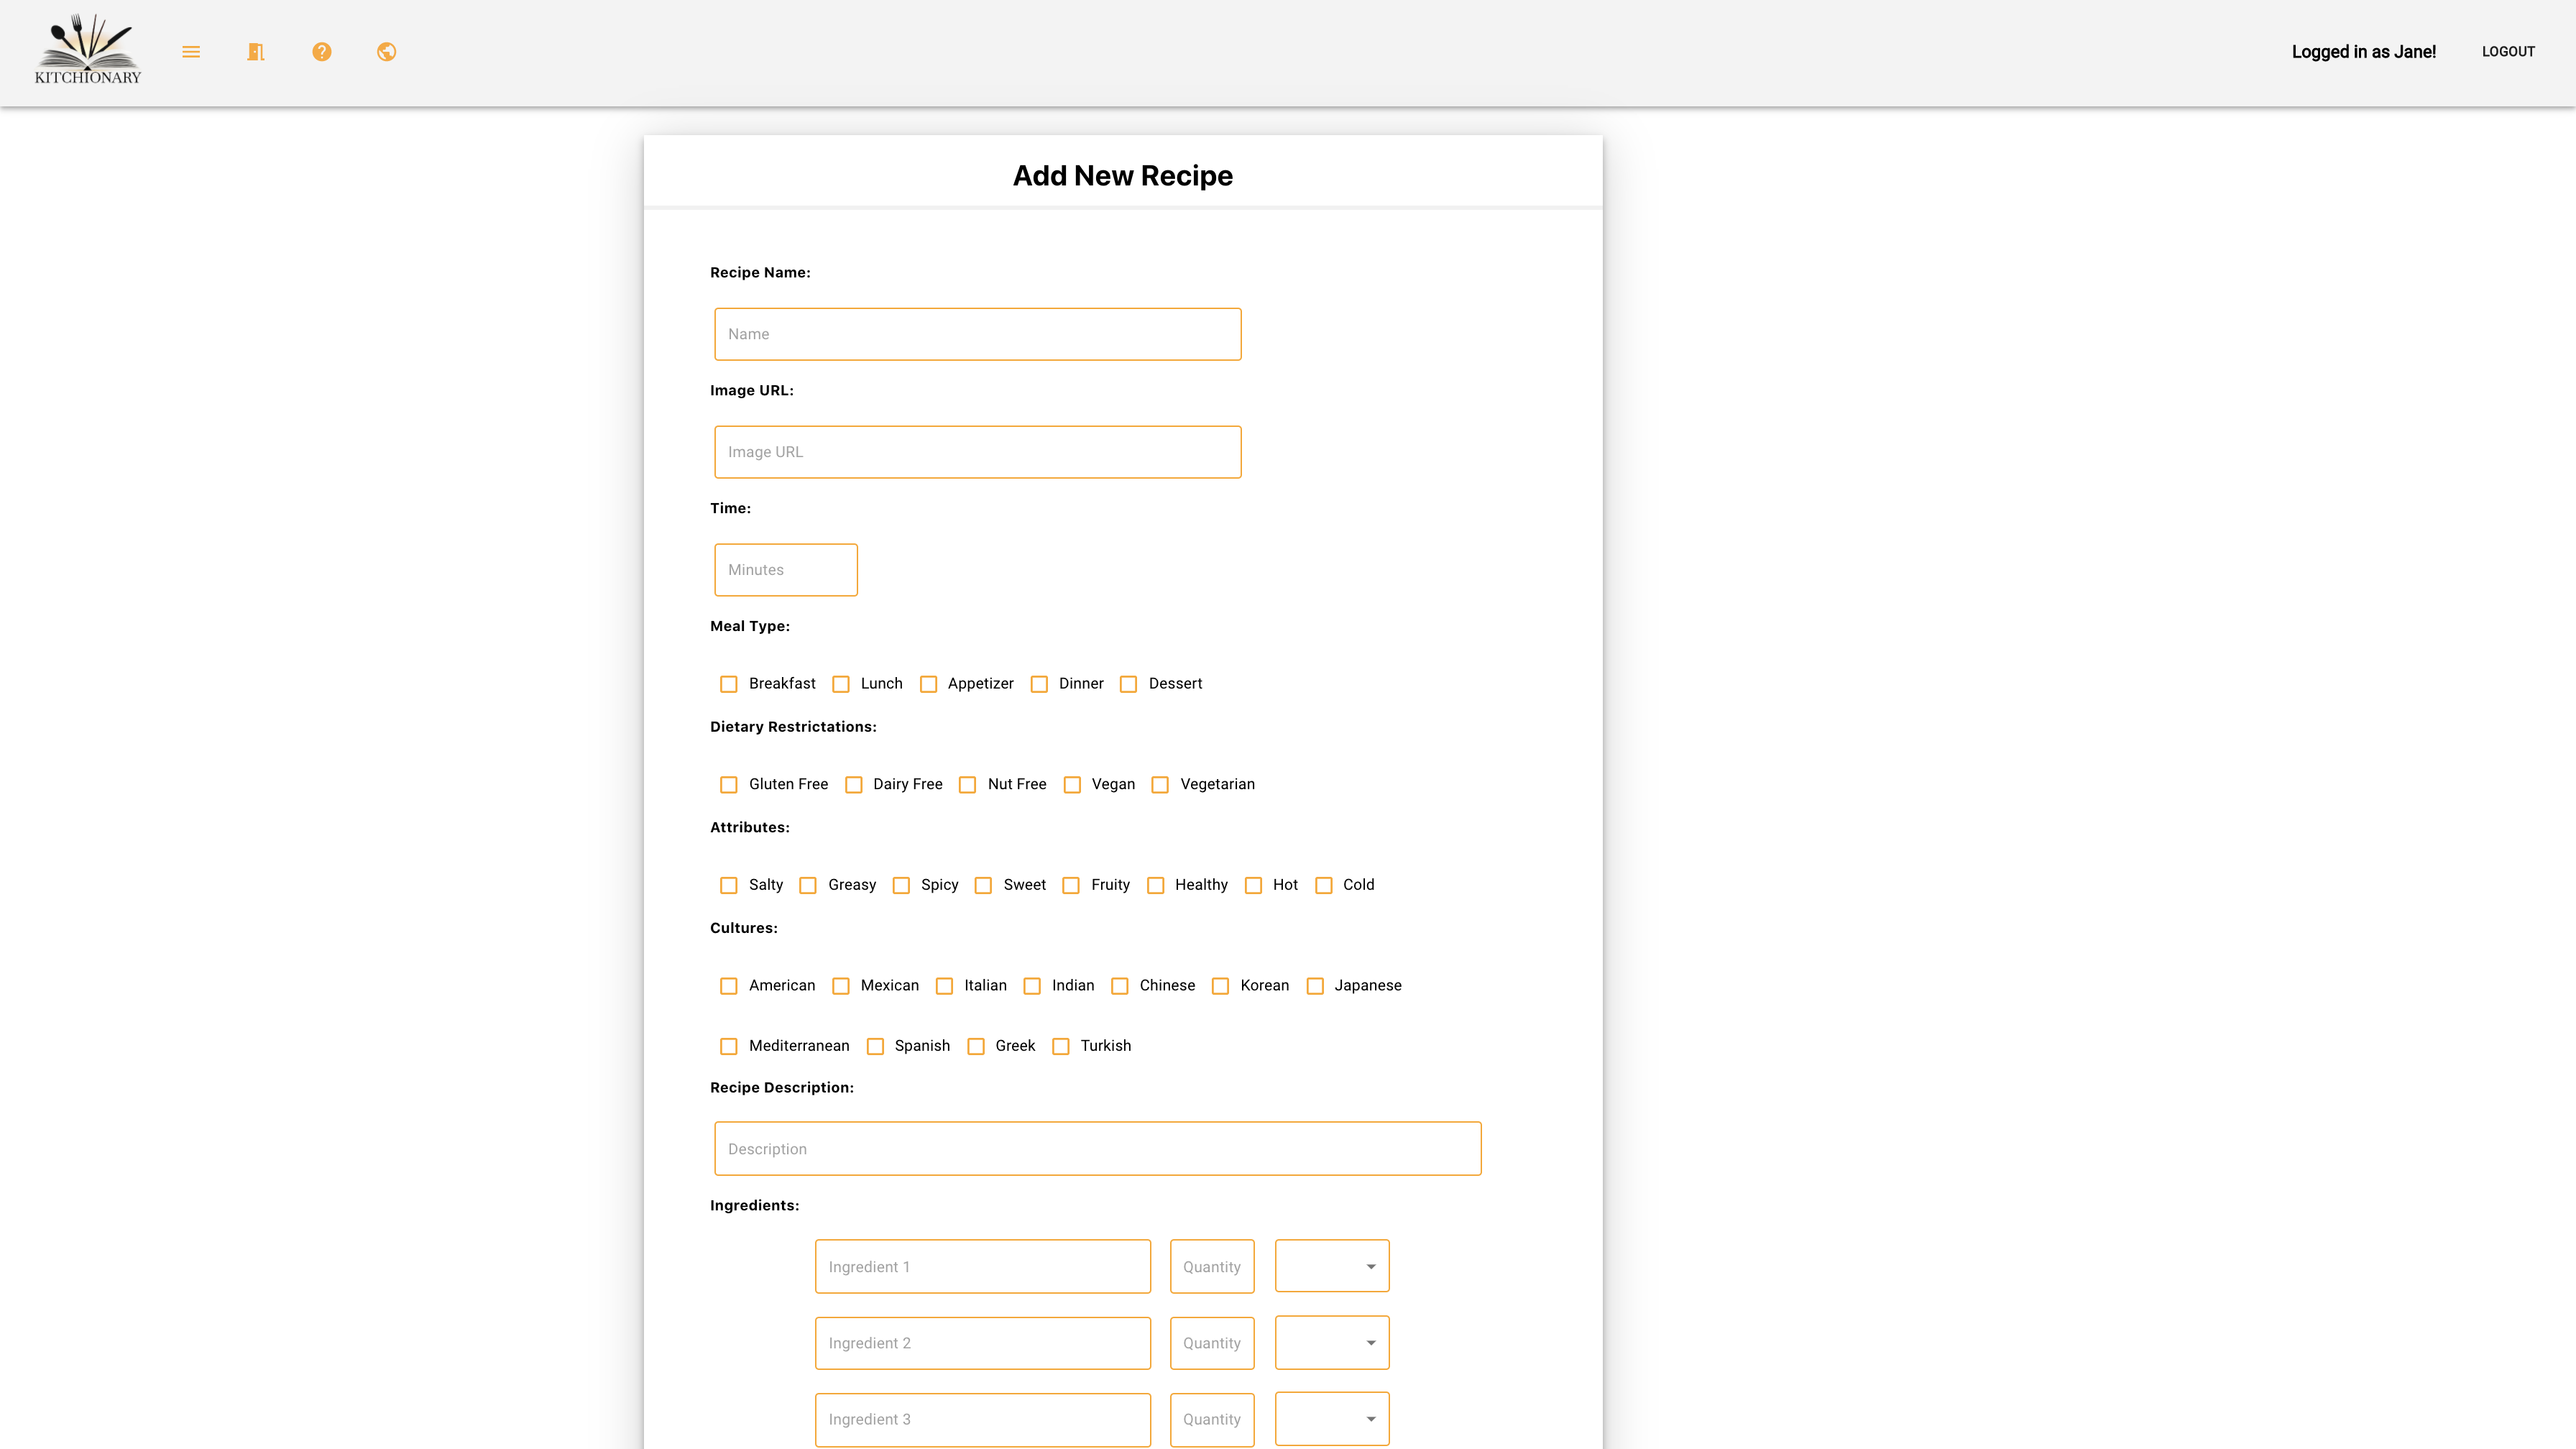 KITCHIONARY
Logged in as Jane! LOGOUT
Add New Recipe
Recipe Name:
Name
Image URL:
Image URL
Time:
Minutes
Meal Type:
Breakfast Lunch Appetizer Dinner Dessert
Dietary Restrictations:
Gluten Free Dairy Free Nut Free Vegan Vegetarian
Attributes:
Salty Greasy Spicy Sweet Fruity Healthy Hot Cold
Cultures:
American Mexican Italian Indian Chinese Korean Japanese
Mediterranean Spanish Greek Turkish
Recipe Description:
Description
Ingredients:
Ingredient 1 Quantity
Ingredient 2 Quantity
Ingredient 3 Quantity